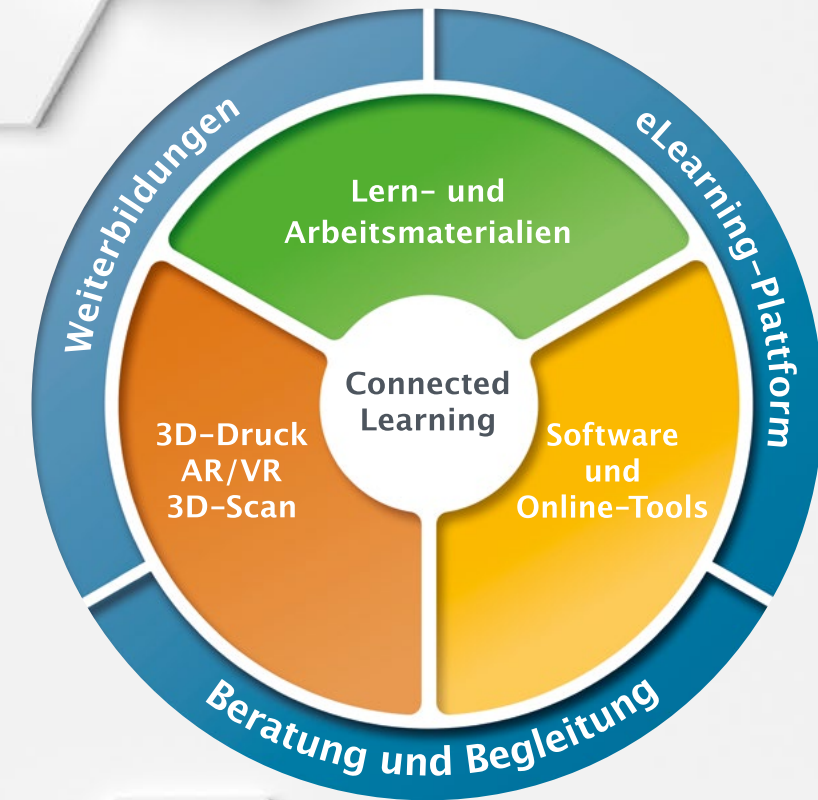 Weiterbildungen
eLearning-Plattform
Lern- und
Arbeitsmaterialien
Connected
Learning
3D-Druck
AR/VR
3D-Scan
Software
und
Online-Tools
Beratung und Begleitung